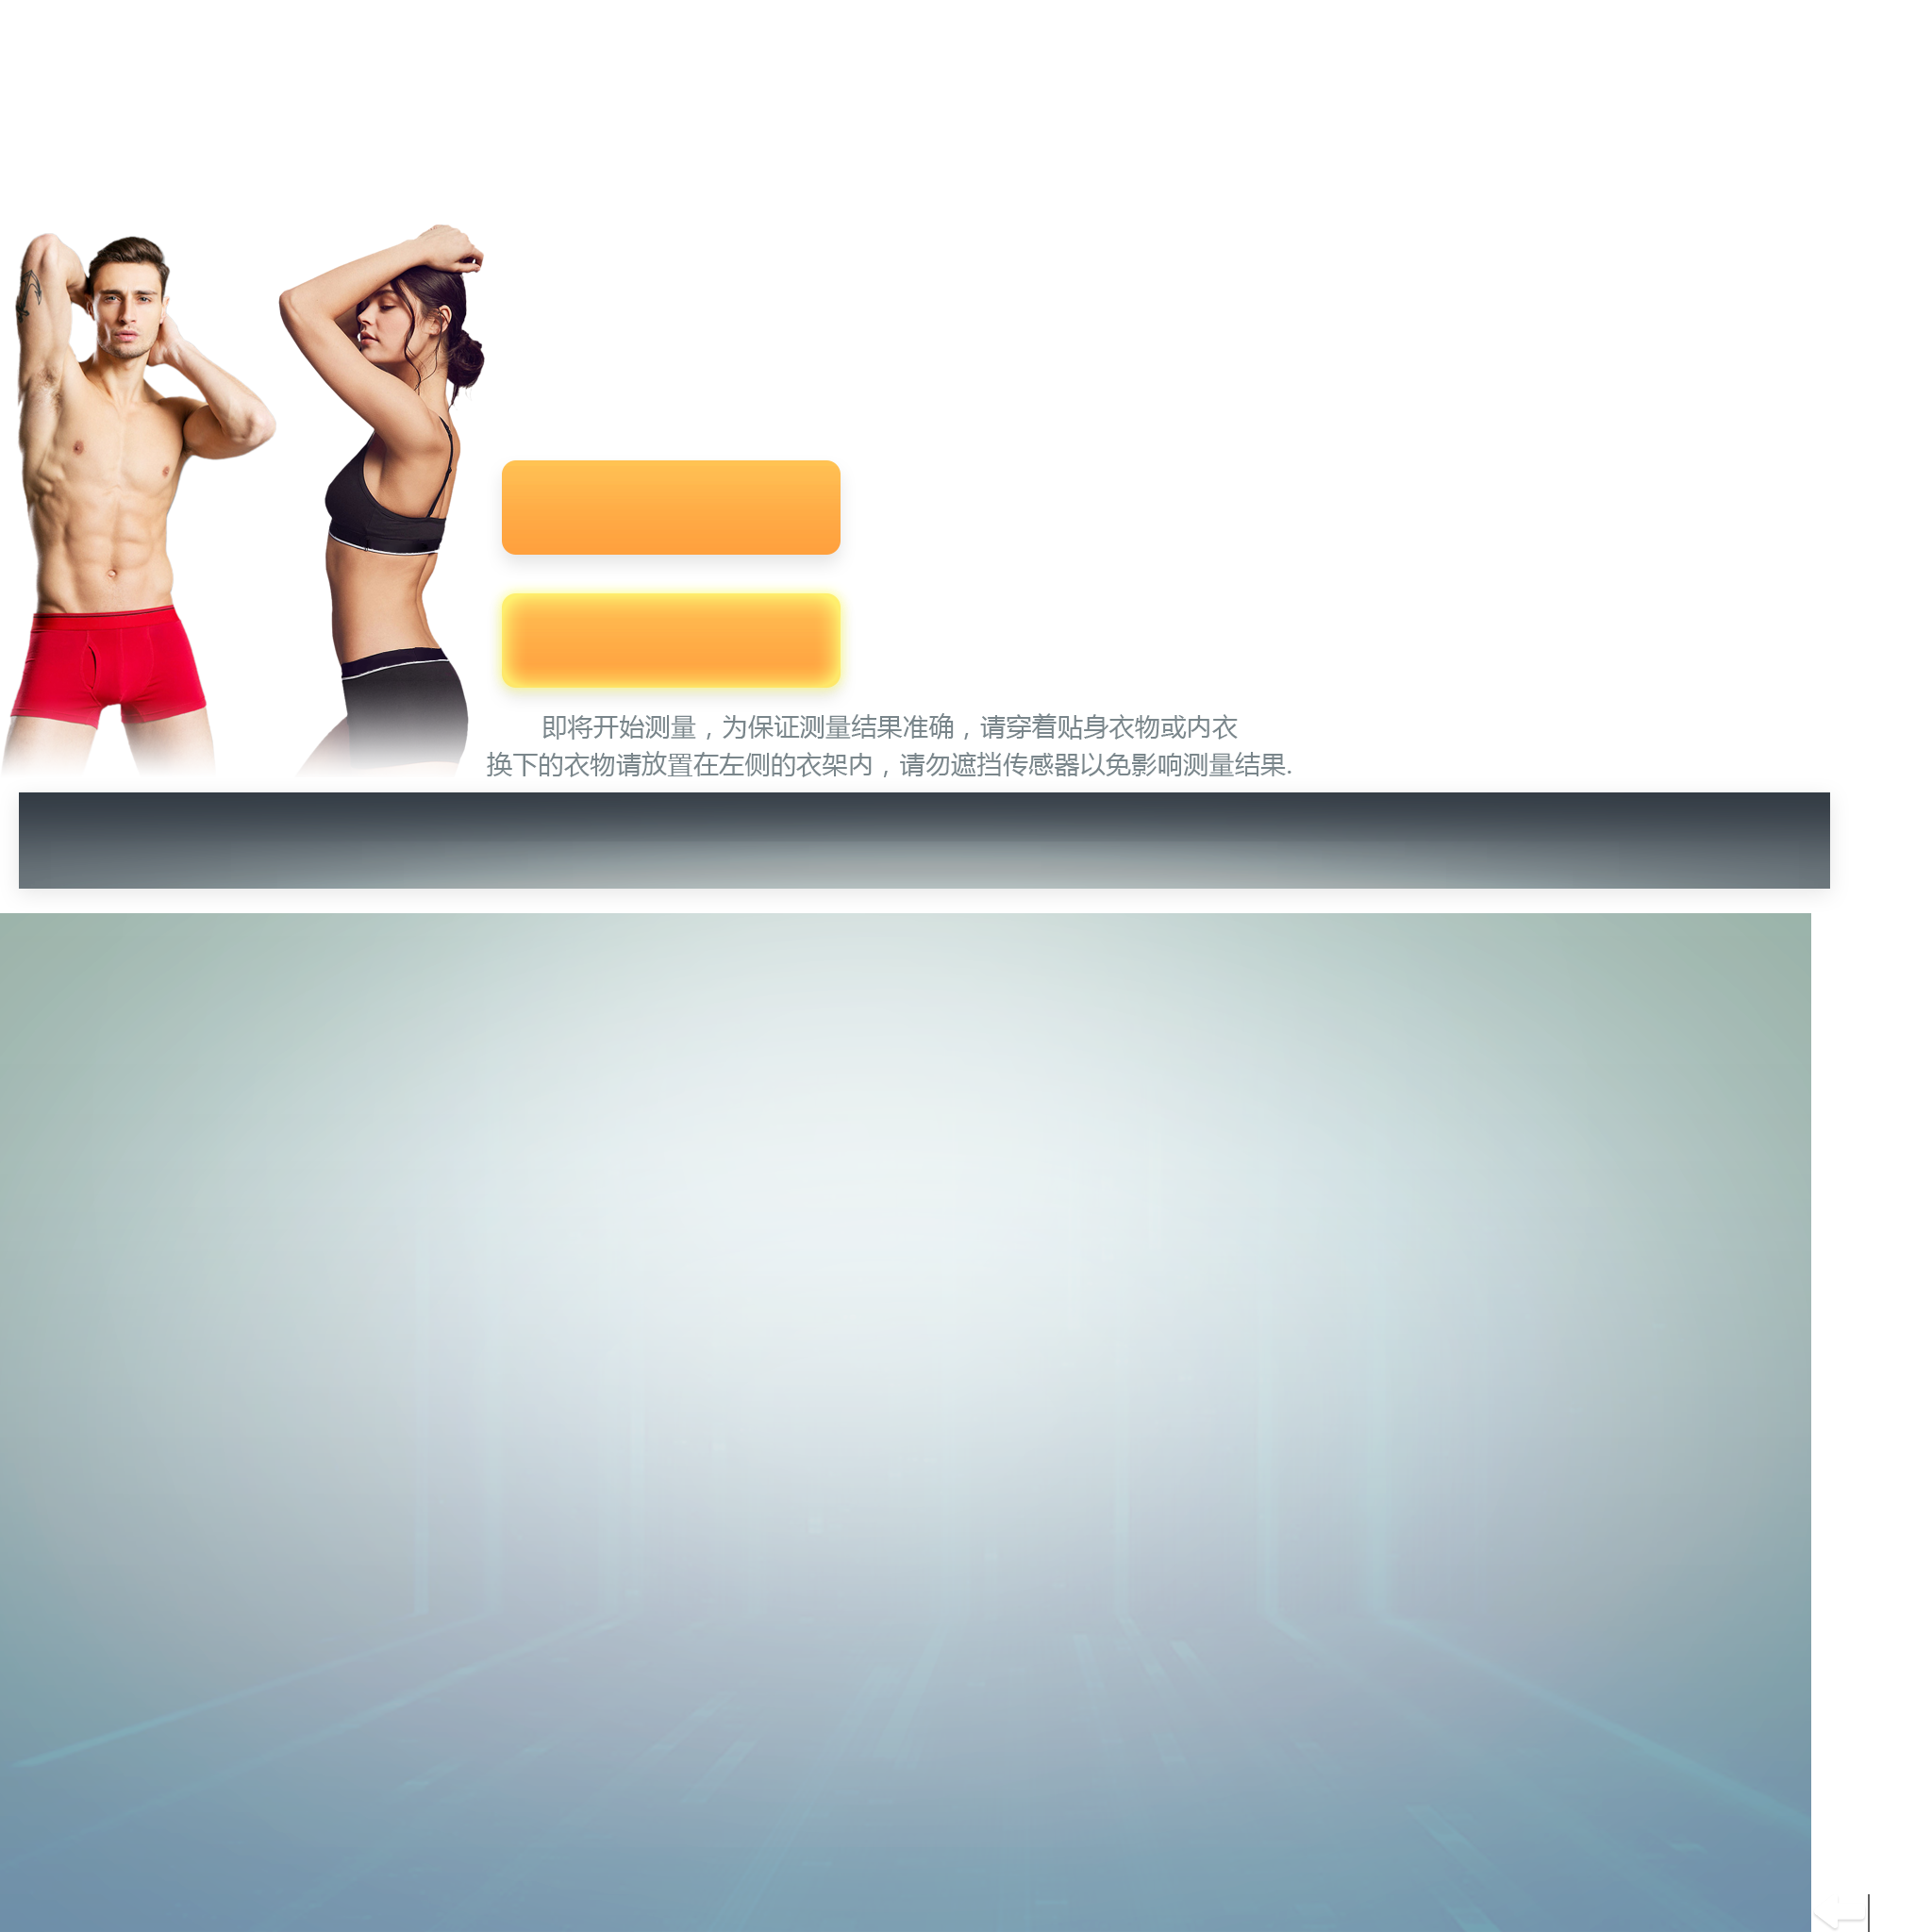 即将开始测量，为保证测量结果准确，请穿着贴身衣物或内衣
换下的衣物请放置在左侧的衣架内，请勿遮挡传感器以免影响测量结果.